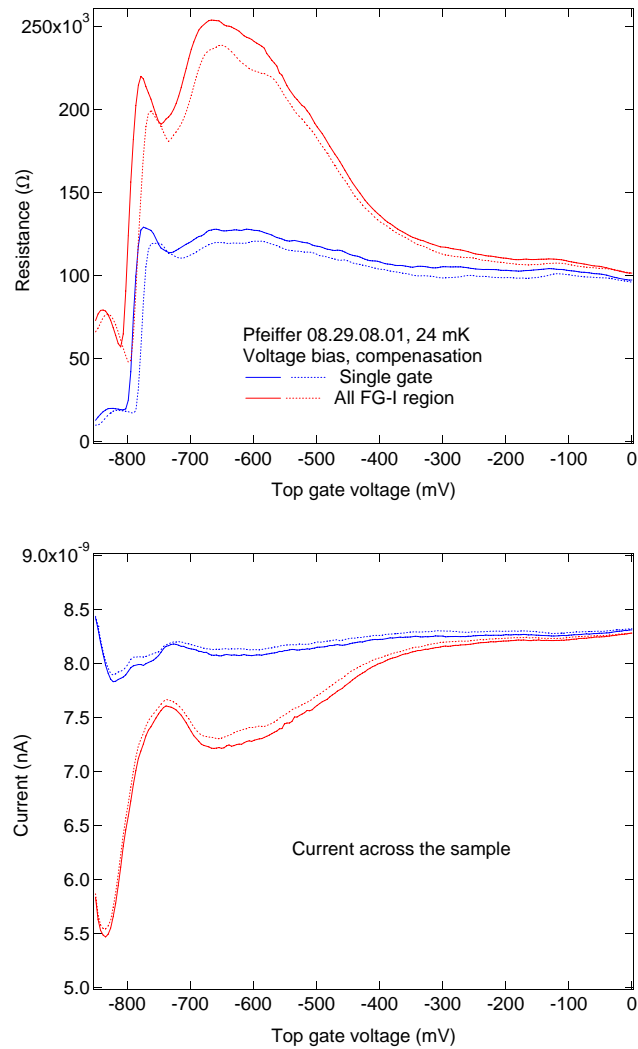 250x10³
200
150
100
50
0
Resistance (Ω)
Pfeiffer 08.29.08.01, 24 mK
Voltage bias, compenasation
Single gate
All FG-I region
-800 -700 -600 -500 -400 -300 -200 -100 0
Top gate voltage (mV)
9.0x10⁻⁹
8.5
8.0
7.5
7.0
6.5
6.0
5.5
5.0
Current (nA)
Current across the sample
-800 -700 -600 -500 -400 -300 -200 -100 0
Top gate voltage (mV)